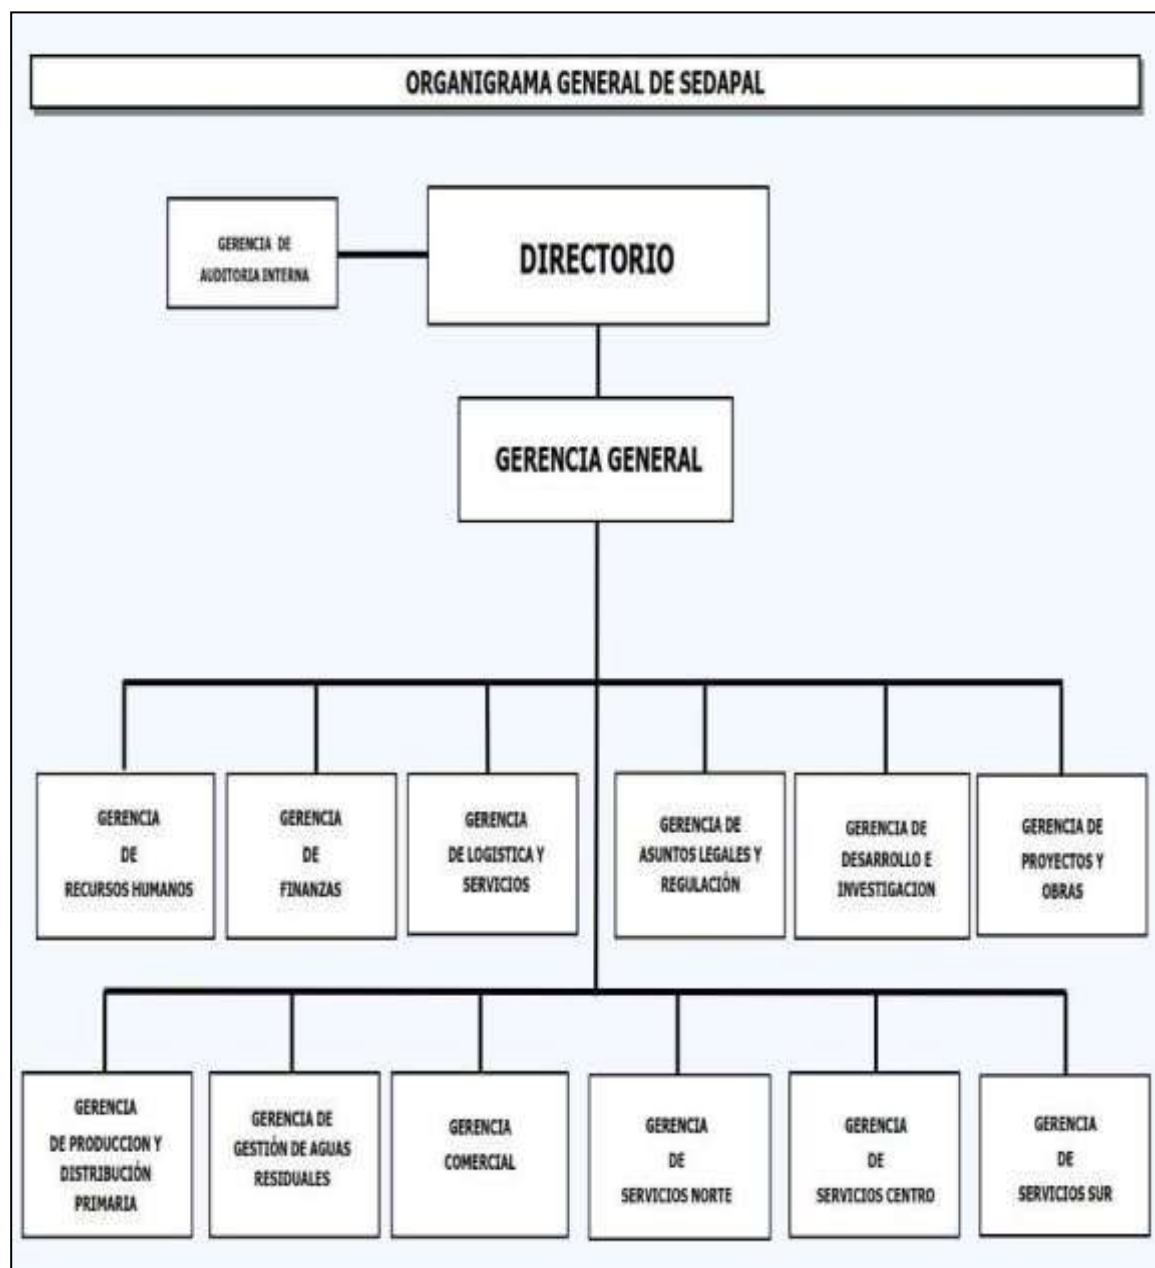 ORGANIGRAMA GENERAL DE SEDAPAL
GERENCIA DE
AUDITORIA INTERNA
DIRECTORIO
GERENCIA GENERAL
GERENCIA
DE
RECURSOS HUMANOS
GERENCIA
DE
FINANZAS
GERENCIA
DE LOGISTICA Y
SERVICIOS
GERENCIA DE
ASUNTOS LEGALES Y
REGULACIÓN
GERENCIA DE
DESARROLLO E
INVESTIGACION
GERENCIA DE
PROYECTOS Y
OBRAS
GERENCIA
DE PRODUCCION Y
DISTRIBUCIÓN
PRIMARIA
GERENCIA DE
GESTIÓN DE AGUAS
RESIDUALES
GERENCIA
COMERCIAL
GERENCIA
DE
SERVICIOS NORTE
GERENCIA
DE
SERVICIOS CENTRO
GERENCIA
DE
SERVICIOS SUR